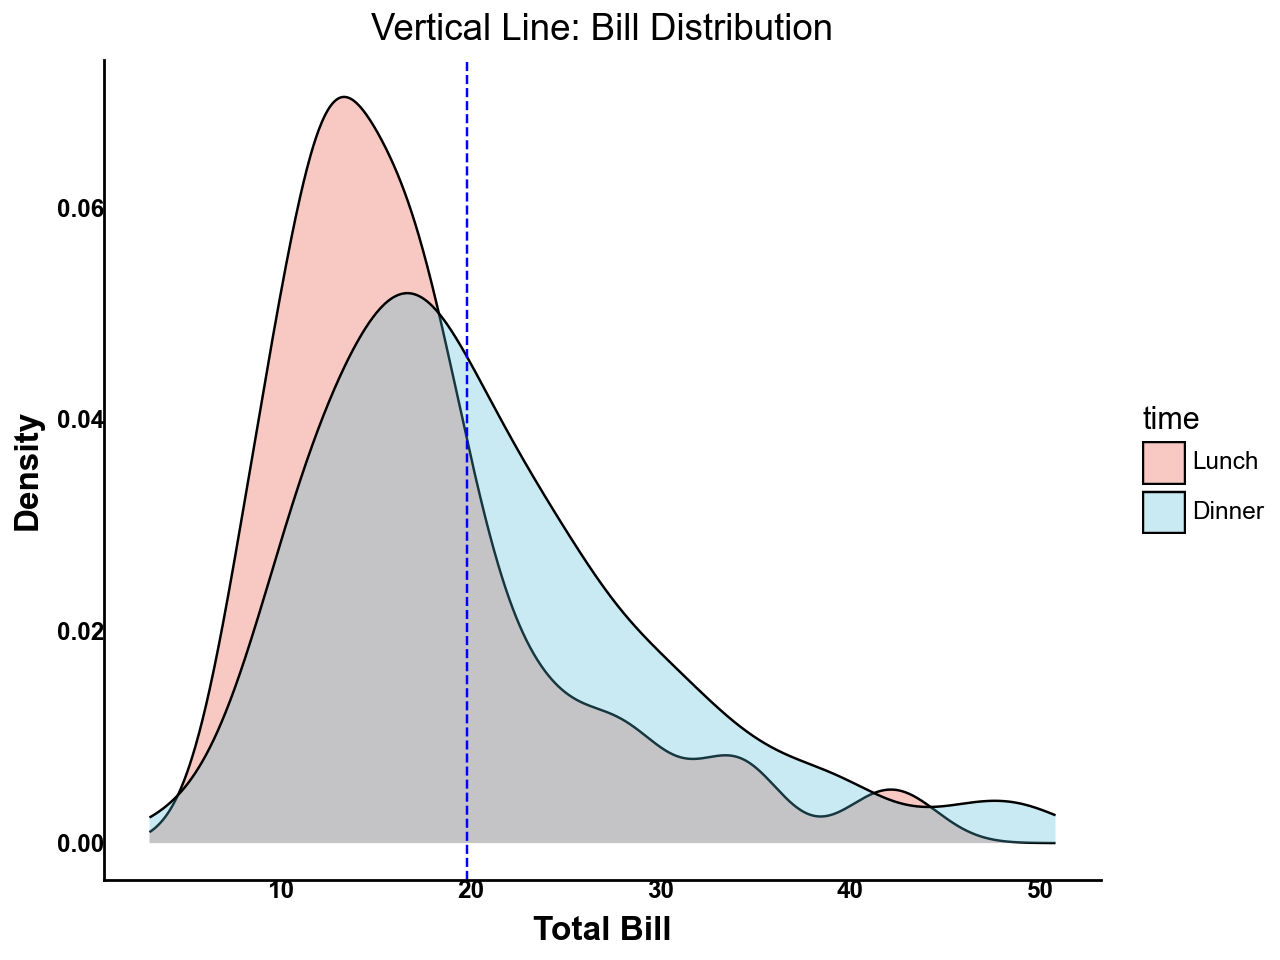 Vertical Line: Bill Distribution
0.06
0.04
0.02
0.00
Density
10 20 30 40 50
Total Bill
time
Lunch
Dinner